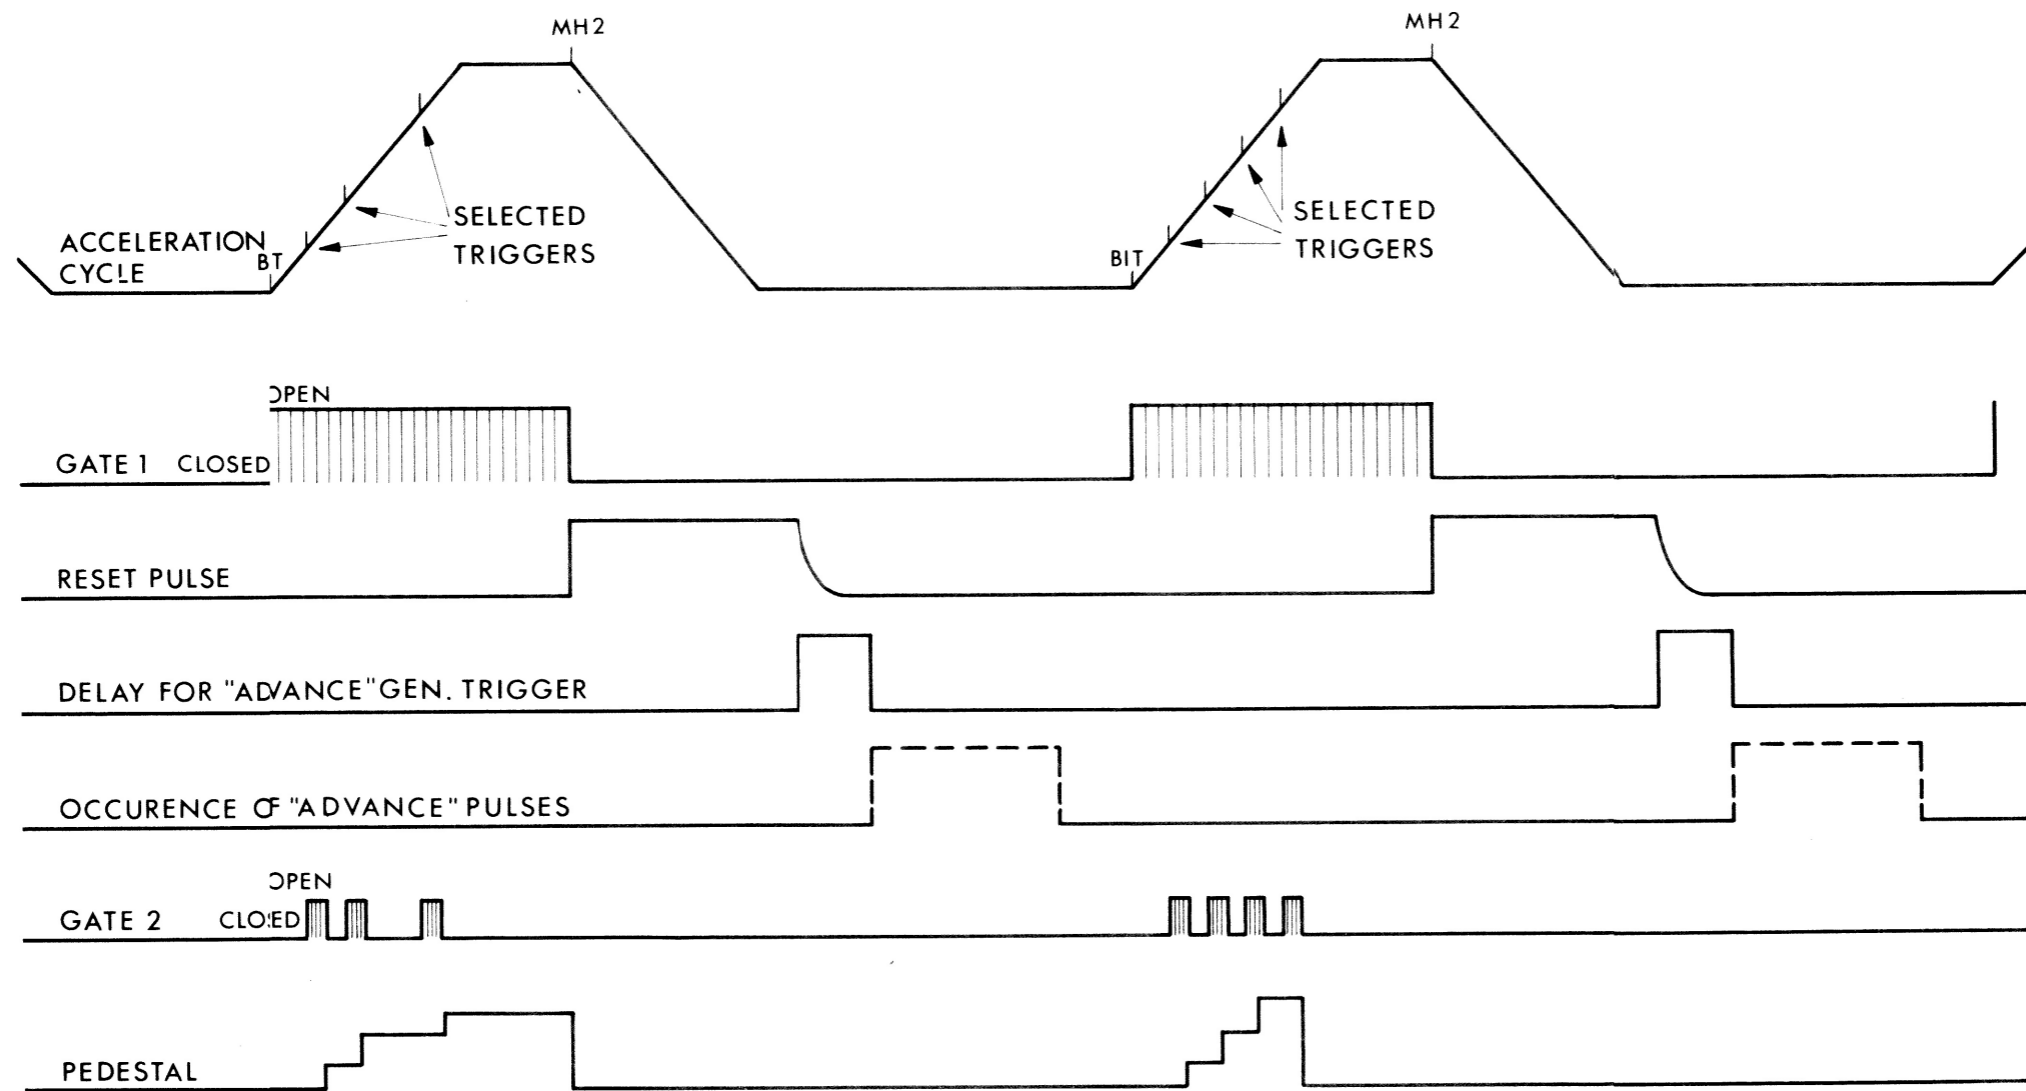 MH2
MH2
SELECTED
TRIGGERS
SELECTED
TRIGGERS
ACCELERATION
CYCLE
BT
BIT
OPEN
GATE 1 CLOSED
RESET PULSE
DELAY FOR "ADVANCE" GEN. TRIGGER
OCCURENCE OF "ADVANCE" PULSES
OPEN
GATE 2 CLOSED
PEDESTAL